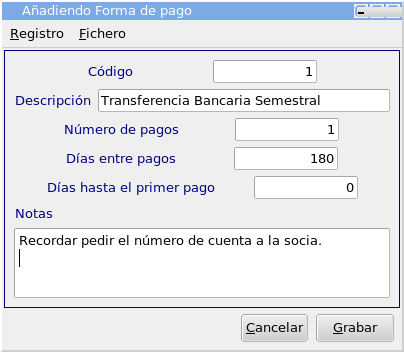 Añadiendo Forma de pago
Registro Fichero
Código 1
Descripción Transferencia Bancaria Semestral
Número de pagos 1
Días entre pagos 180
Días hasta el primer pago 0
Notas
Recordar pedir el número de cuenta a la socia.
Cancelar Grabar